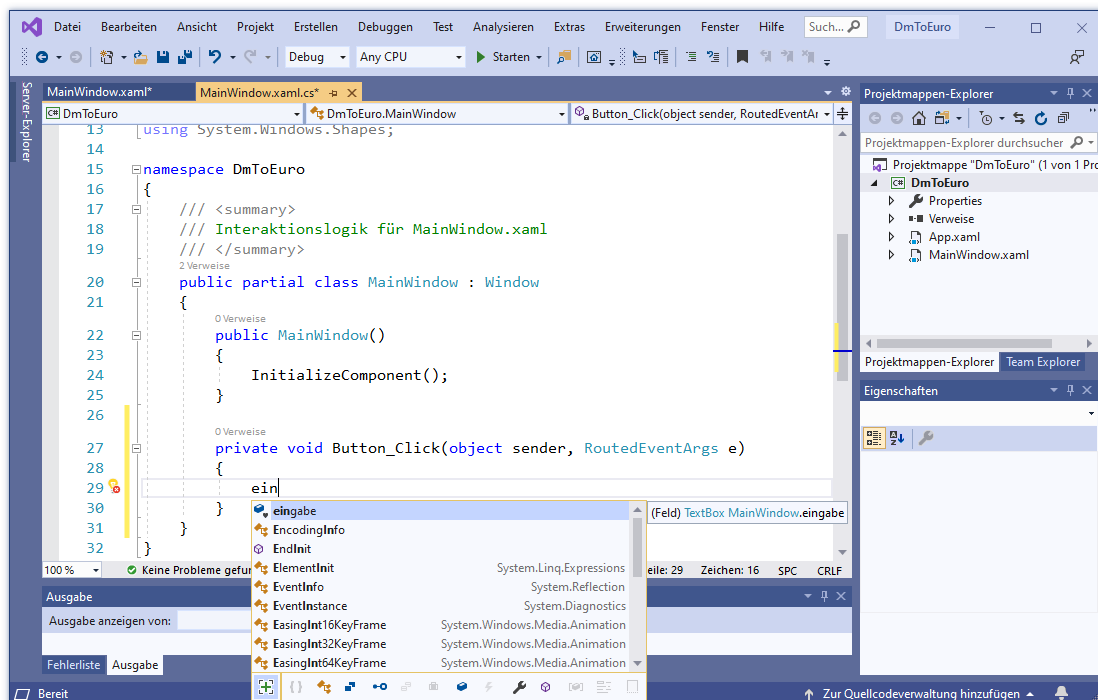 Datei Bearbeiten Ansicht Projekt Erstellen Debuggen Test Analysieren Extras Erweiterungen Fenster Hilfe Such... DmToEuro
Debug Any CPU Starten
Server-Explorer
MainWindow.xaml* MainWindow.xaml.cs*
C# DmToEuro DmToEuro.MainWindow Button_Click(object sender, RoutedEventAr
13 using System.Windows.Shapes;
14
15 namespace DmToEuro
16 {
17 /// <summary>
18 /// Interaktionslogik für MainWindow.xaml
19 /// </summary>
2 Verweise
20 public partial class MainWindow : Window
21 {
0 Verweise
22 public MainWindow()
23 {
24 InitializeComponent();
25 }
26
0 Verweise
27 private void Button_Click(object sender, RoutedEventArgs e)
28 {
29 ein
30 }
31 }
32 }
eingabe
EncodingInfo
EndInit
ElementInit System.Linq.Expressions
EventInfo System.Reflection
EventInstance System.Diagnostics
EasingInt16KeyFrame System.Windows.Media.Animation
EasingInt32KeyFrame System.Windows.Media.Animation
EasingInt64KeyFrame System.Windows.Media.Animation
(Feld) TextBox MainWindow.eingabe
100 % Keine Probleme gefun eile: 29 Zeichen: 16 SPC CRLF
Ausgabe
Ausgabe anzeigen von:
Fehlerliste Ausgabe
Projektmappen-Explorer
Projektmappen-Explorer durchsuchen
Projektmappe "DmToEuro" (1 von 1 Pro
C# DmToEuro
Properties
Verweise
App.xaml
MainWindow.xaml
Projektmappen-Explorer Team Explorer
Eigenschaften
Bereit Zur Quellcodeverwaltung hinzufügen